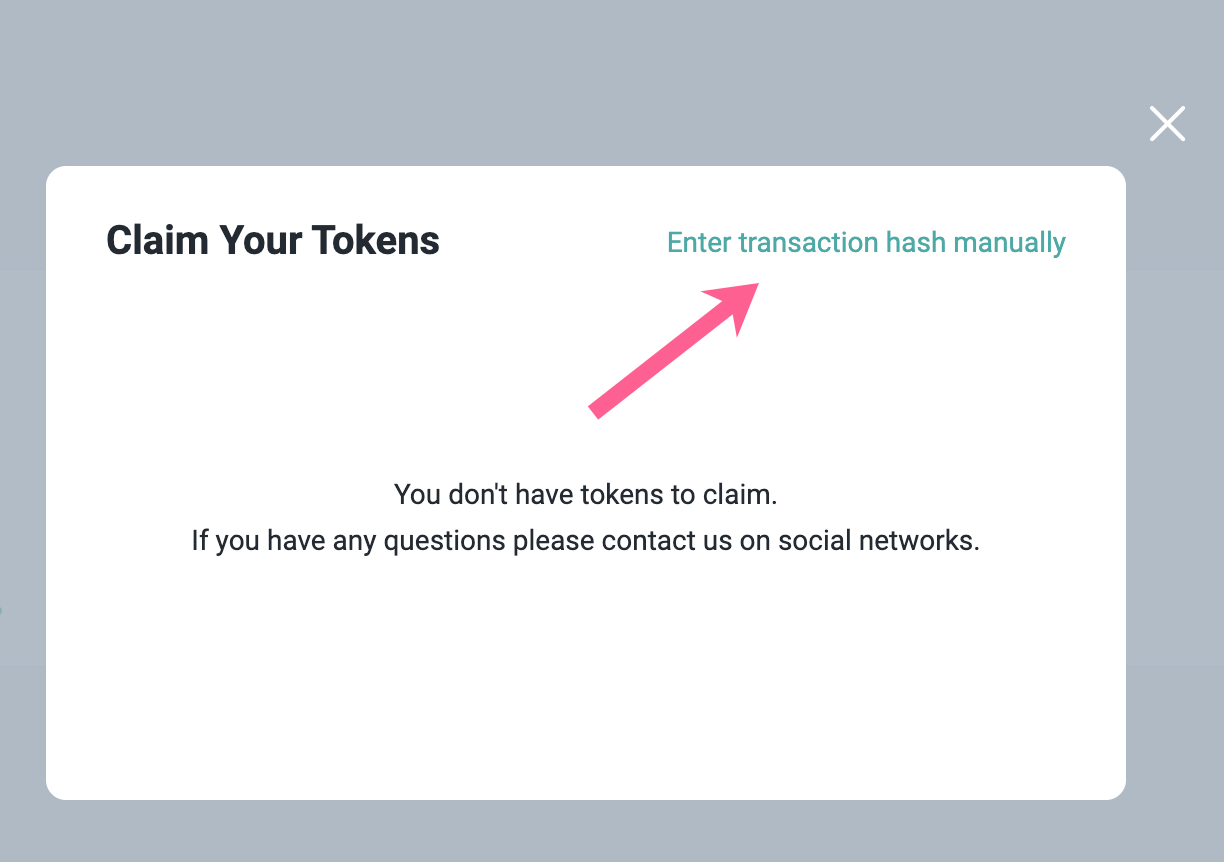 Claim Your Tokens
Enter transaction hash manually
You don't have tokens to claim.
If you have any questions please contact us on social networks.